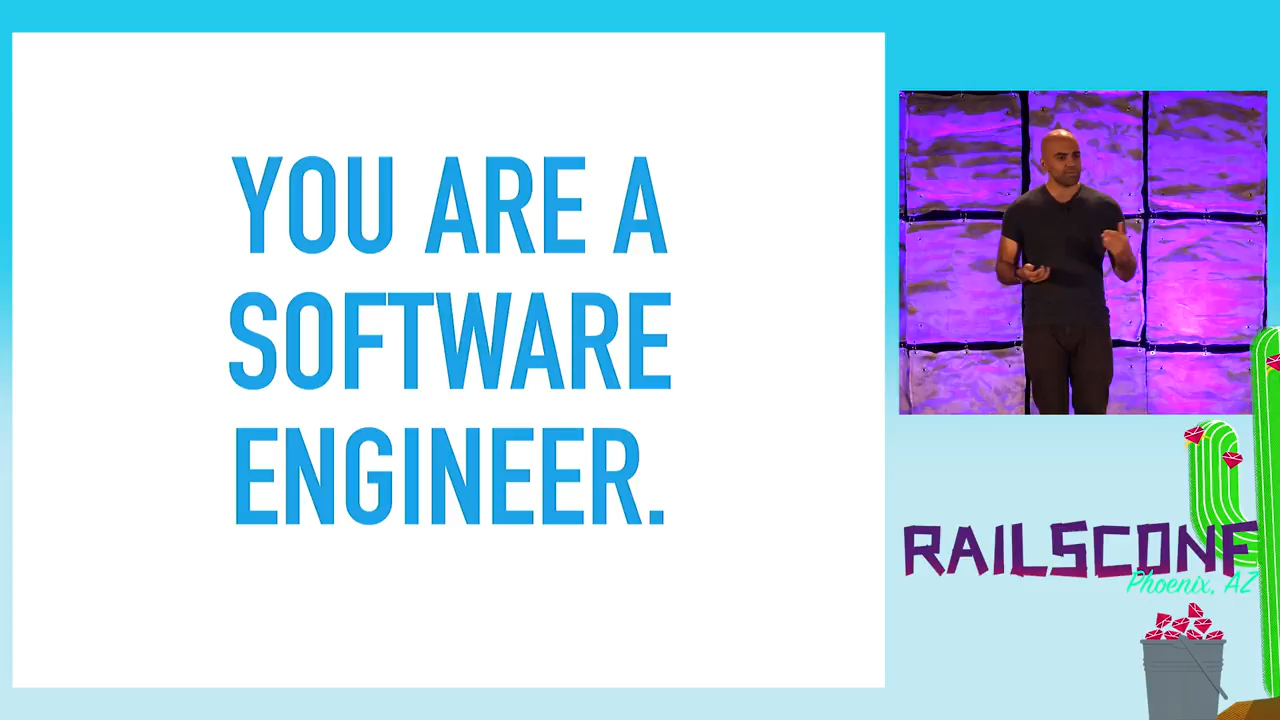 YOU ARE A
SOFTWARE
ENGINEER.
RAILSCONF
Phoenix, AZ